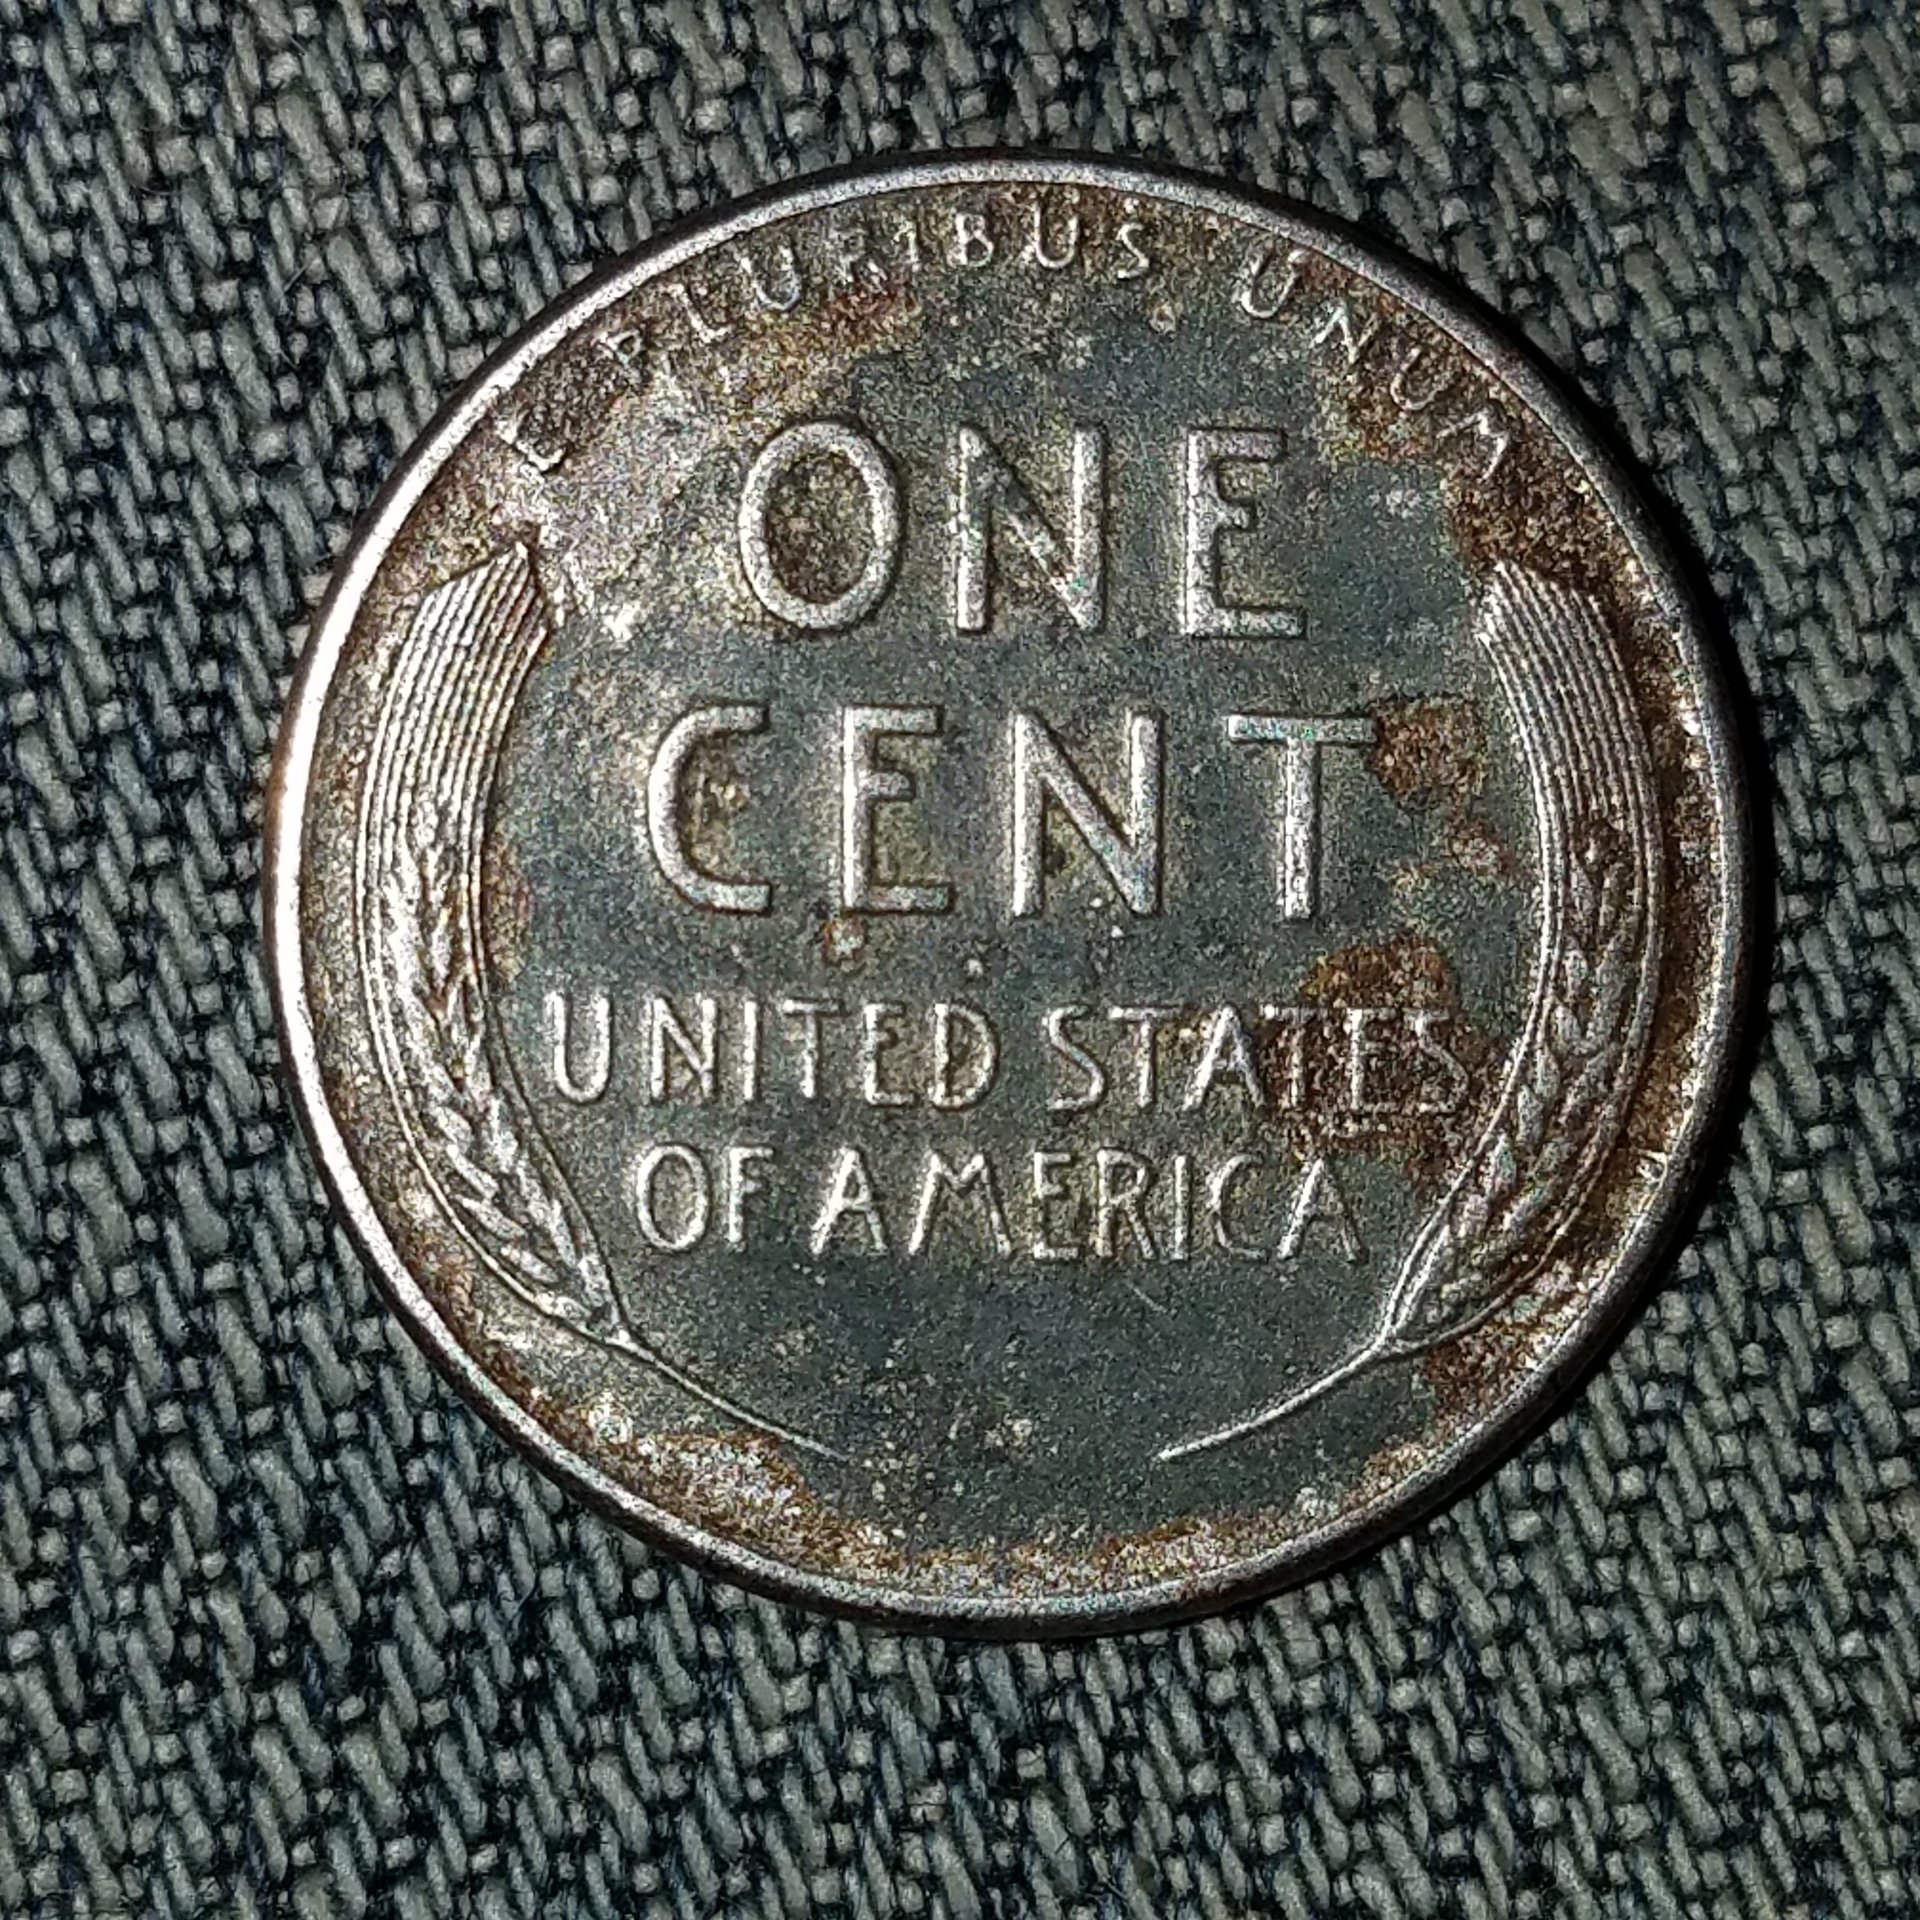 E PLURIBUS UNUM
ONE
CENT
UNITED STATES
OF AMERICA